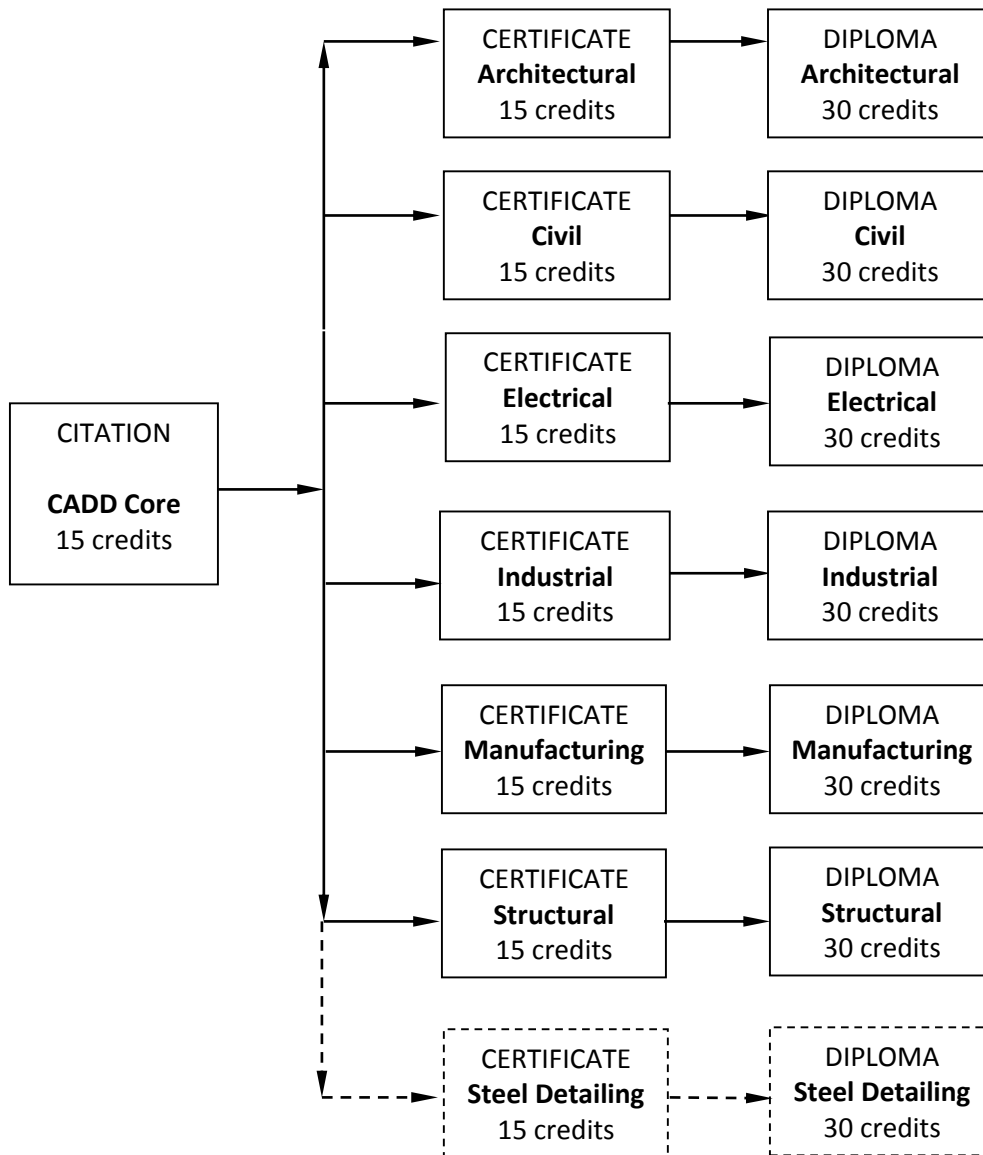 CERTIFICATE
Architectural
15 credits
DIPLOMA
Architectural
30 credits
CERTIFICATE
Civil
15 credits
DIPLOMA
Civil
30 credits
CERTIFICATE
Electrical
15 credits
DIPLOMA
Electrical
30 credits
CITATION
CADD Core
15 credits
CERTIFICATE
Industrial
15 credits
DIPLOMA
Industrial
30 credits
CERTIFICATE
Manufacturing
15 credits
DIPLOMA
Manufacturing
30 credits
CERTIFICATE
Structural
15 credits
DIPLOMA
Structural
30 credits
CERTIFICATE
Steel Detailing
15 credits
DIPLOMA
Steel Detailing
30 credits